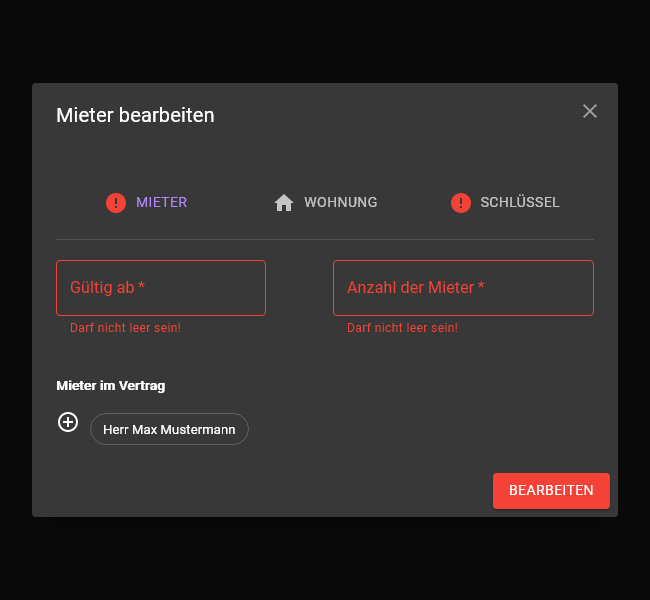 Mieter bearbeiten
MIETER
WOHNUNG
SCHLÜSSEL
Gültig ab *
Anzahl der Mieter *
Darf nicht leer sein!
Darf nicht leer sein!
Mieter im Vertrag
Herr Max Mustermann
BEARBEITEN